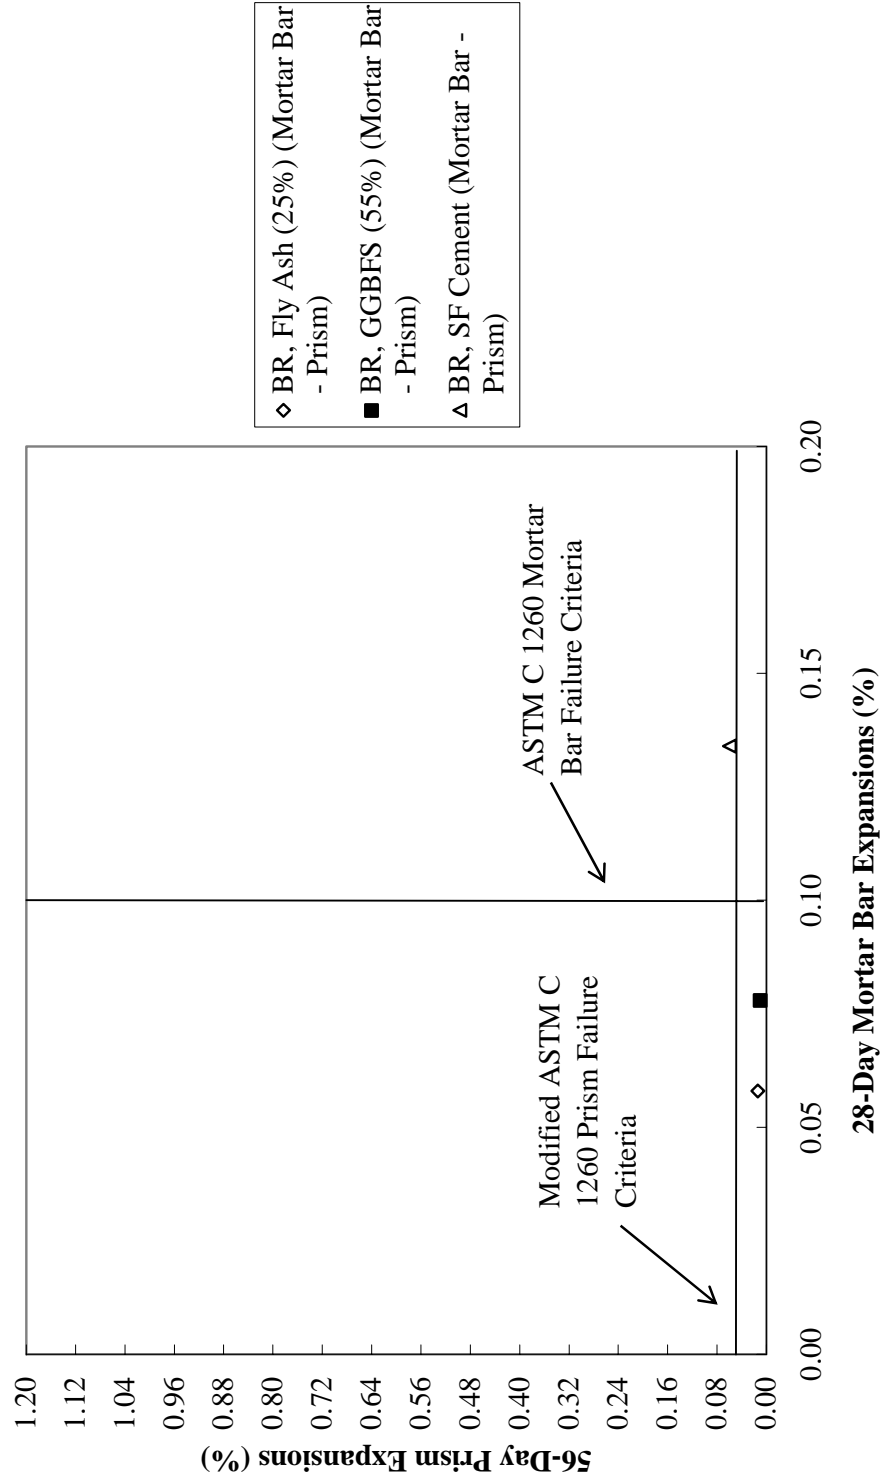 1.20
1.12
1.04
0.96
0.88
0.80
0.72
0.64
0.56
0.48
0.40
0.32
0.24
0.16
0.08
0.00
56-Day Prism Expansions (%)
Modified ASTM C
1260 Prism Failure
Criteria
ASTM C 1260 Mortar
Bar Failure Criteria
0.00
0.05
0.10
0.15
0.20
28-Day Mortar Bar Expansions (%)
BR, Fly Ash (25%) (Mortar Bar
- Prism)
BR, GGBFS (55%) (Mortar Bar
- Prism)
BR, SF Cement (Mortar Bar -
Prism)